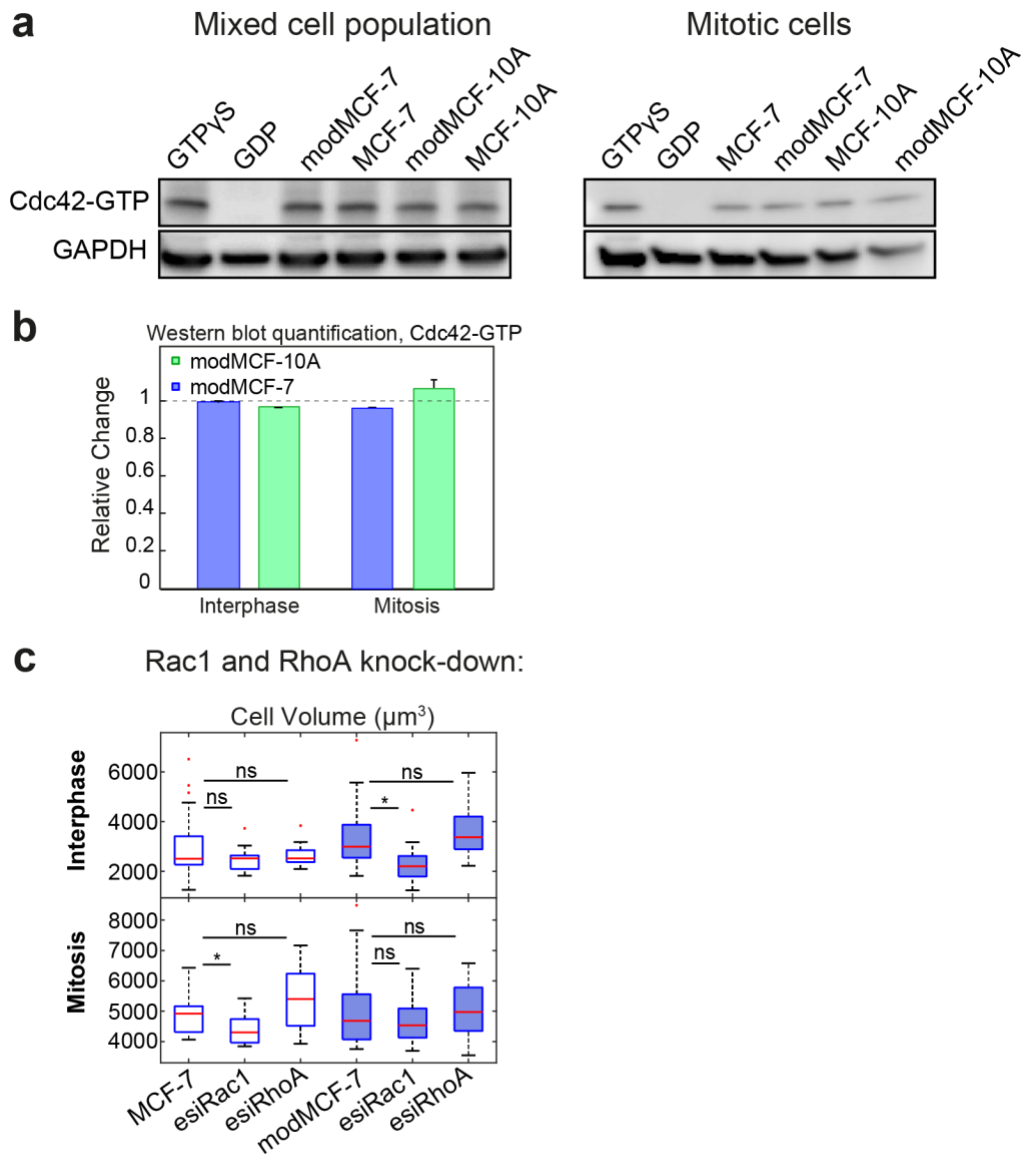 a
Mixed cell population
Mitotic cells
GTPγS
GDP
modMCF-7
MCF-7
modMCF-10A
MCF-10A
GTPγS
GDP
MCF-7
modMCF-7
MCF-10A
modMCF-10A
Cdc42-GTP
GAPDH
b
Western blot quantification, Cdc42-GTP
modMCF-10A
modMCF-7
Relative Change
1
0.8
0.6
0.4
0.2
0
Interphase
Mitosis
c
Rac1 and RhoA knock-down:
Cell Volume (µm³)
Interphase
6000
4000
2000
ns
ns
ns
*
Mitosis
8000
7000
6000
5000
4000
ns
*
ns
ns
MCF-7
esiRac1
esiRhoA
modMCF-7
esiRac1
esiRhoA